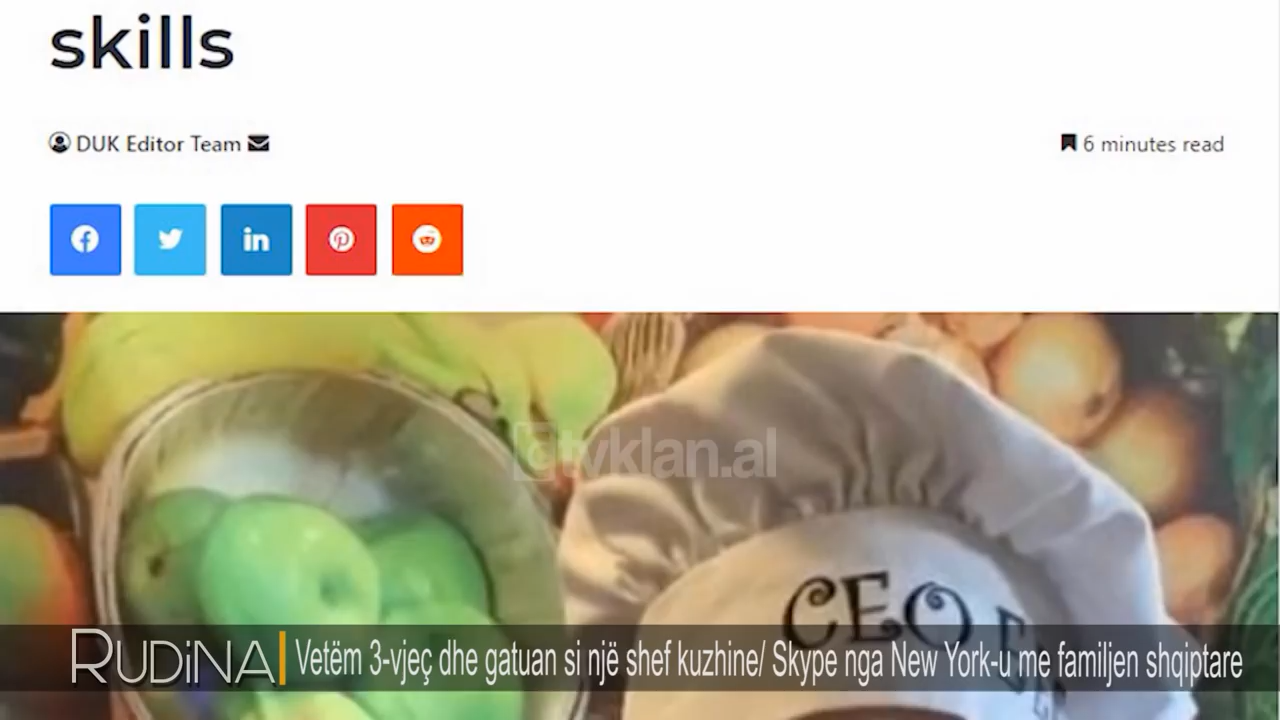 skills
DUK Editor Team
6 minutes read
tvklan.al
CEO
RUDiNA
Vetëm 3-vjeç dhe gatuan si një shef kuzhine/ Skype nga New York-u me familjen shqiptare